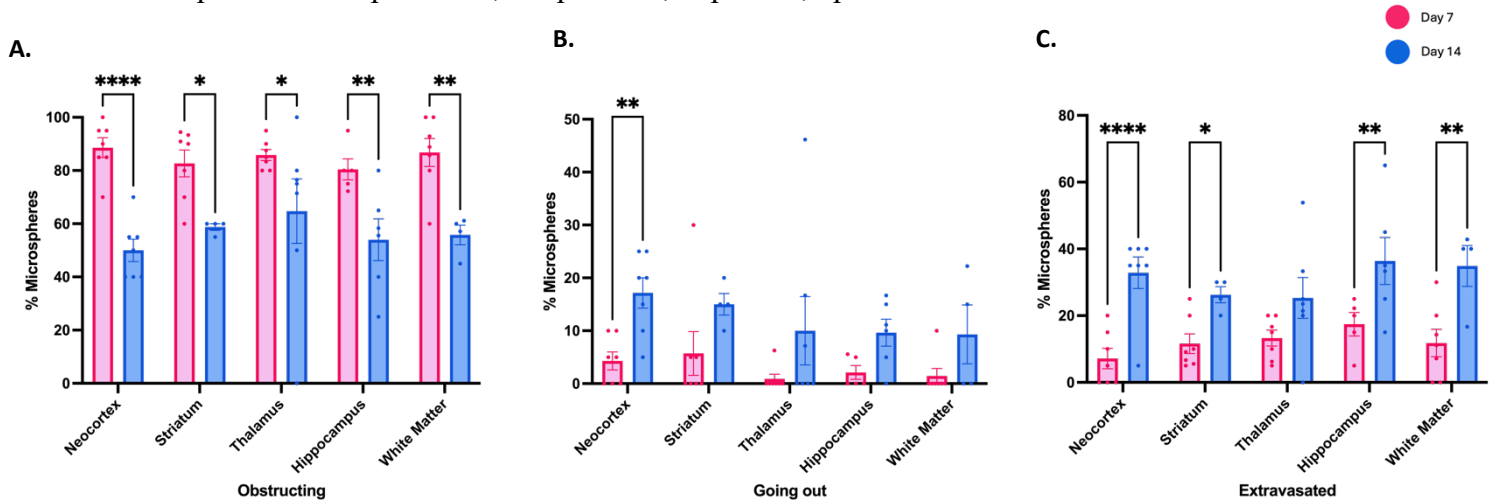 Day 7
Day 14
A.
B.
C.
**** * * ** **
**
**** * ** **
% Microspheres
100
80
60
40
20
0
Neocortex
Striatum
Thalamus
Hippocampus
White Matter
Obstructing
% Microspheres
50
40
30
20
10
0
Neocortex
Striatum
Thalamus
Hippocampus
White Matter
Going out
% Microspheres
80
60
40
20
0
Neocortex
Striatum
Thalamus
Hippocampus
White Matter
Extravasated